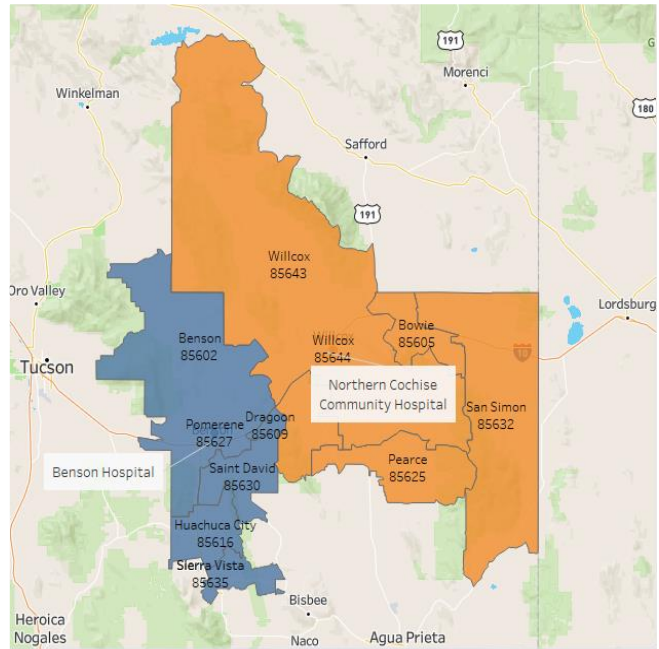 191
Morenci
Winkelman
180
Safford
191
Willcox
85643
Oro Valley
Lordsburg
Benson
85602
Willcox
85644
Bowie
85605
10
Tucson
Northern Cochise
Community Hospital
San Simon
85632
Pomerene
85627
Dragoon
85609
Benson Hospital
Saint David
85630
Pearce
85625
Huachuca City
85616
Sierra Vista
85635
Bisbee
Heroica
Nogales
Naco
Agua Prieta